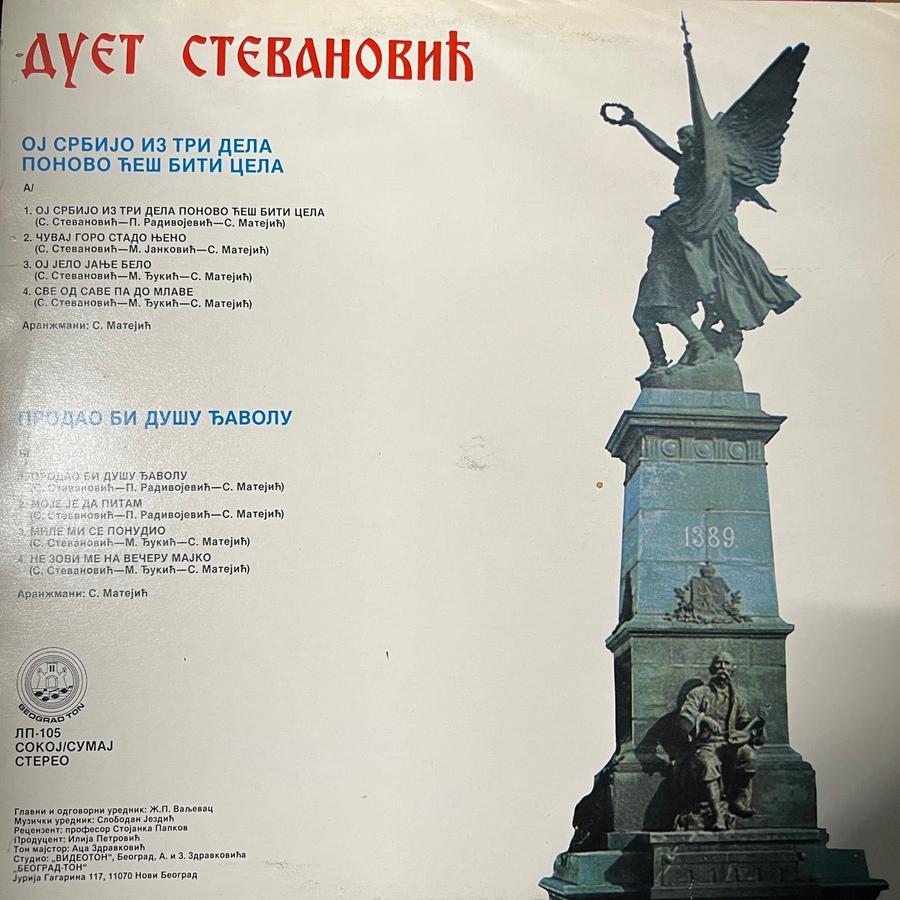 ДУЕТ СТЕВАНОВИЋ
ОЈ СРБИЈО ИЗ ТРИ ДЕЛА
ПОНОВО ЋЕШ БИТИ ЦЕЛА
А/
1. ОЈ СРБИЈО ИЗ ТРИ ДЕЛА ПОНОВО ЋЕШ БИТИ ЦЕЛА
(С. Стевановић—П. Радивојевић—С. Матејић)
2. ЧУВАЈ ГОРО СТАДО ЊЕНО
(С. Стевановић—М. Јанковић—С. Матејић)
3. ОЈ ЈЕЛО ЈАЊЕ БЕЛО
(С. Стевановић—М. Ђукић—С. Матејић)
4. СВЕ ОД САВЕ ПА ДО МЛАВЕ
(С. Стевановић—М. Ђукић—С. Матејић)
Аранжмани: С. Матејић
ПРОДАО БИ ДУШУ ЂАВОЛУ
1. ПРОДАО БИ ДУШУ ЂАВОЛУ
(С. Стевановић—П. Радивојевић—С. Матејић)
2. МОЈЕ ЈЕ ДА ПИТАМ
(С. Стевановић—П. Радивојевић—С. Матејић)
3. МИЛЕ МИ СЕ ПОНУДИО
(С. Стевановић—М. Ђукић—С. Матејић)
4. НЕ ЗОВИ МЕ НА ВЕЧЕРУ МАЈКО
(С. Стевановић—М. Ђукић—С. Матејић)
Аранжмани: С. Матејић
1389
BEOGRAD TON
ЛП-105
СОКОЈ/СУМАЈ
СТЕРЕО
Главни и одговорни уредник: Ж.П. Ваљевац
Музички уредник: Слободан Јездић
Рецензент: професор Стојанка Папков
Продуцент: Илија Петровић
Тон мајстор: Аца Здравковић
Студио: „ВИДЕОТОН“, Београд, А. и З. Здравковића
„БЕОГРАД-ТОН“
Јурија Гагарина 117, 11070 Нови Београд